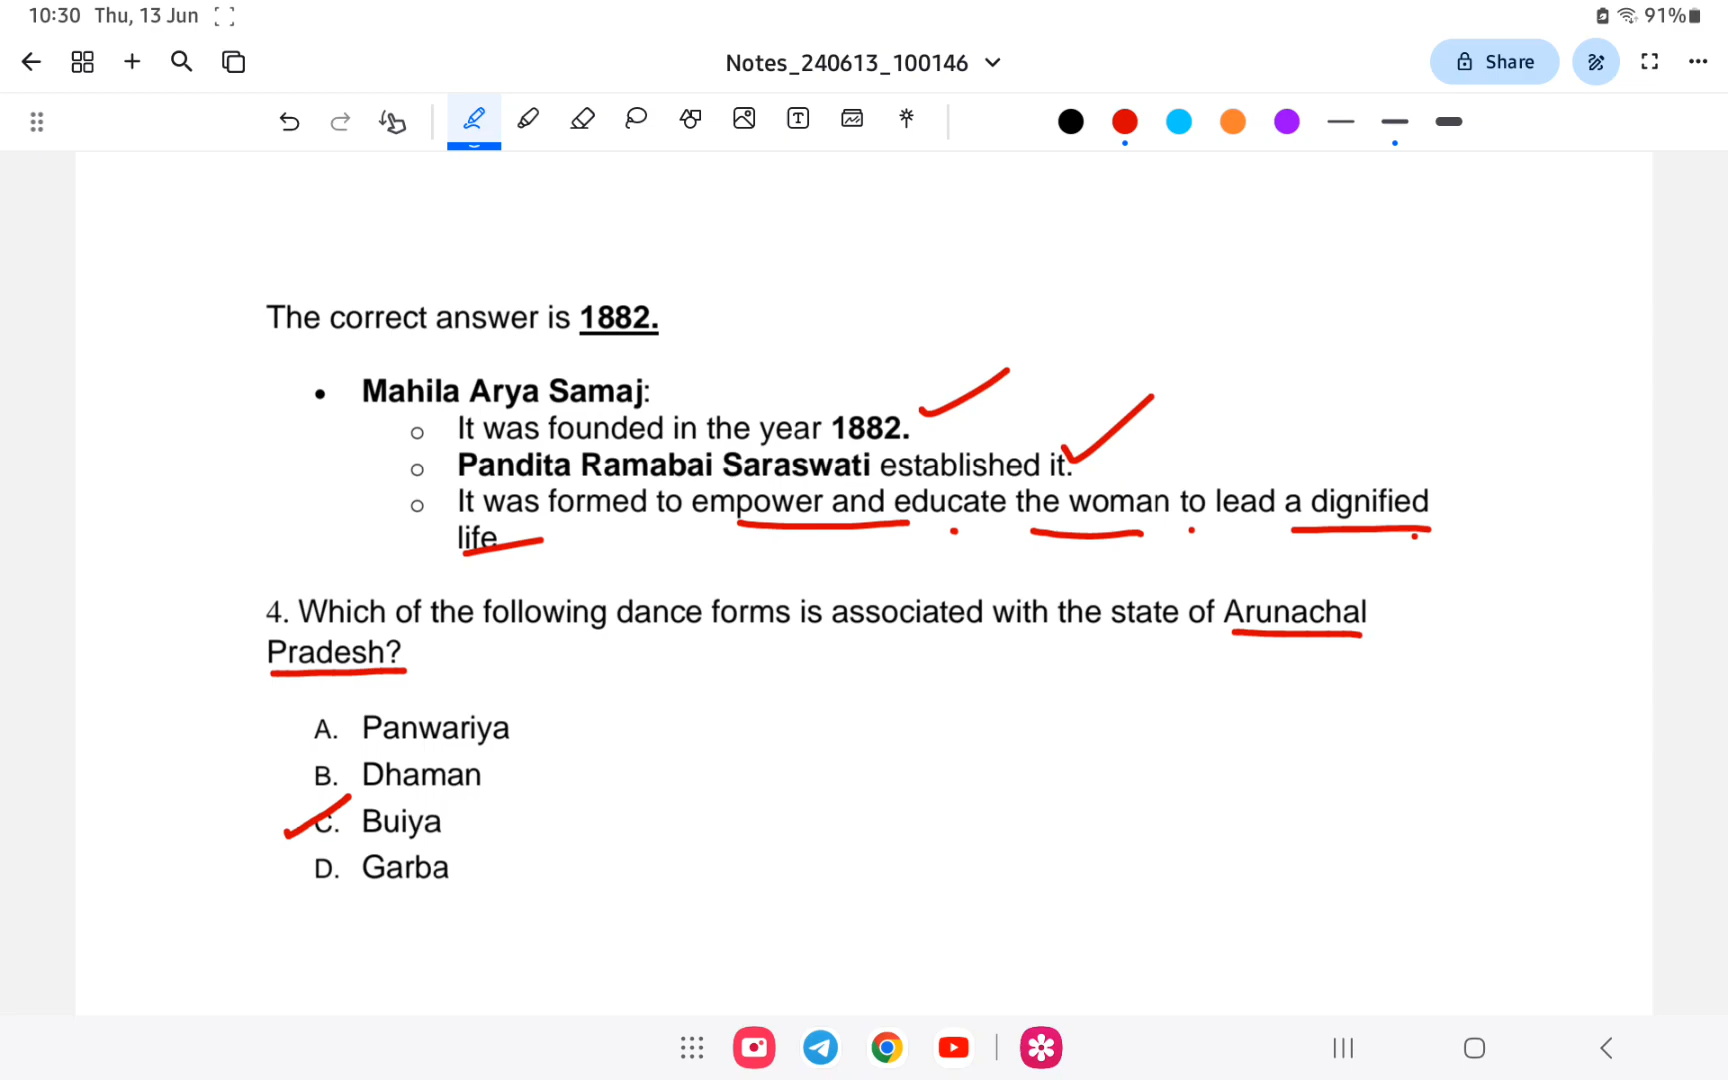 10:30 Thu, 13 Jun 91%
Notes_240613_100146 Share
The correct answer is 1882.
• Mahila Arya Samaj:
o It was founded in the year 1882.
o Pandita Ramabai Saraswati established it.
o It was formed to empower and educate the woman to lead a dignified
life
4. Which of the following dance forms is associated with the state of Arunachal
Pradesh?
A. Panwariya
B. Dhaman
C. Buiya
D. Garba